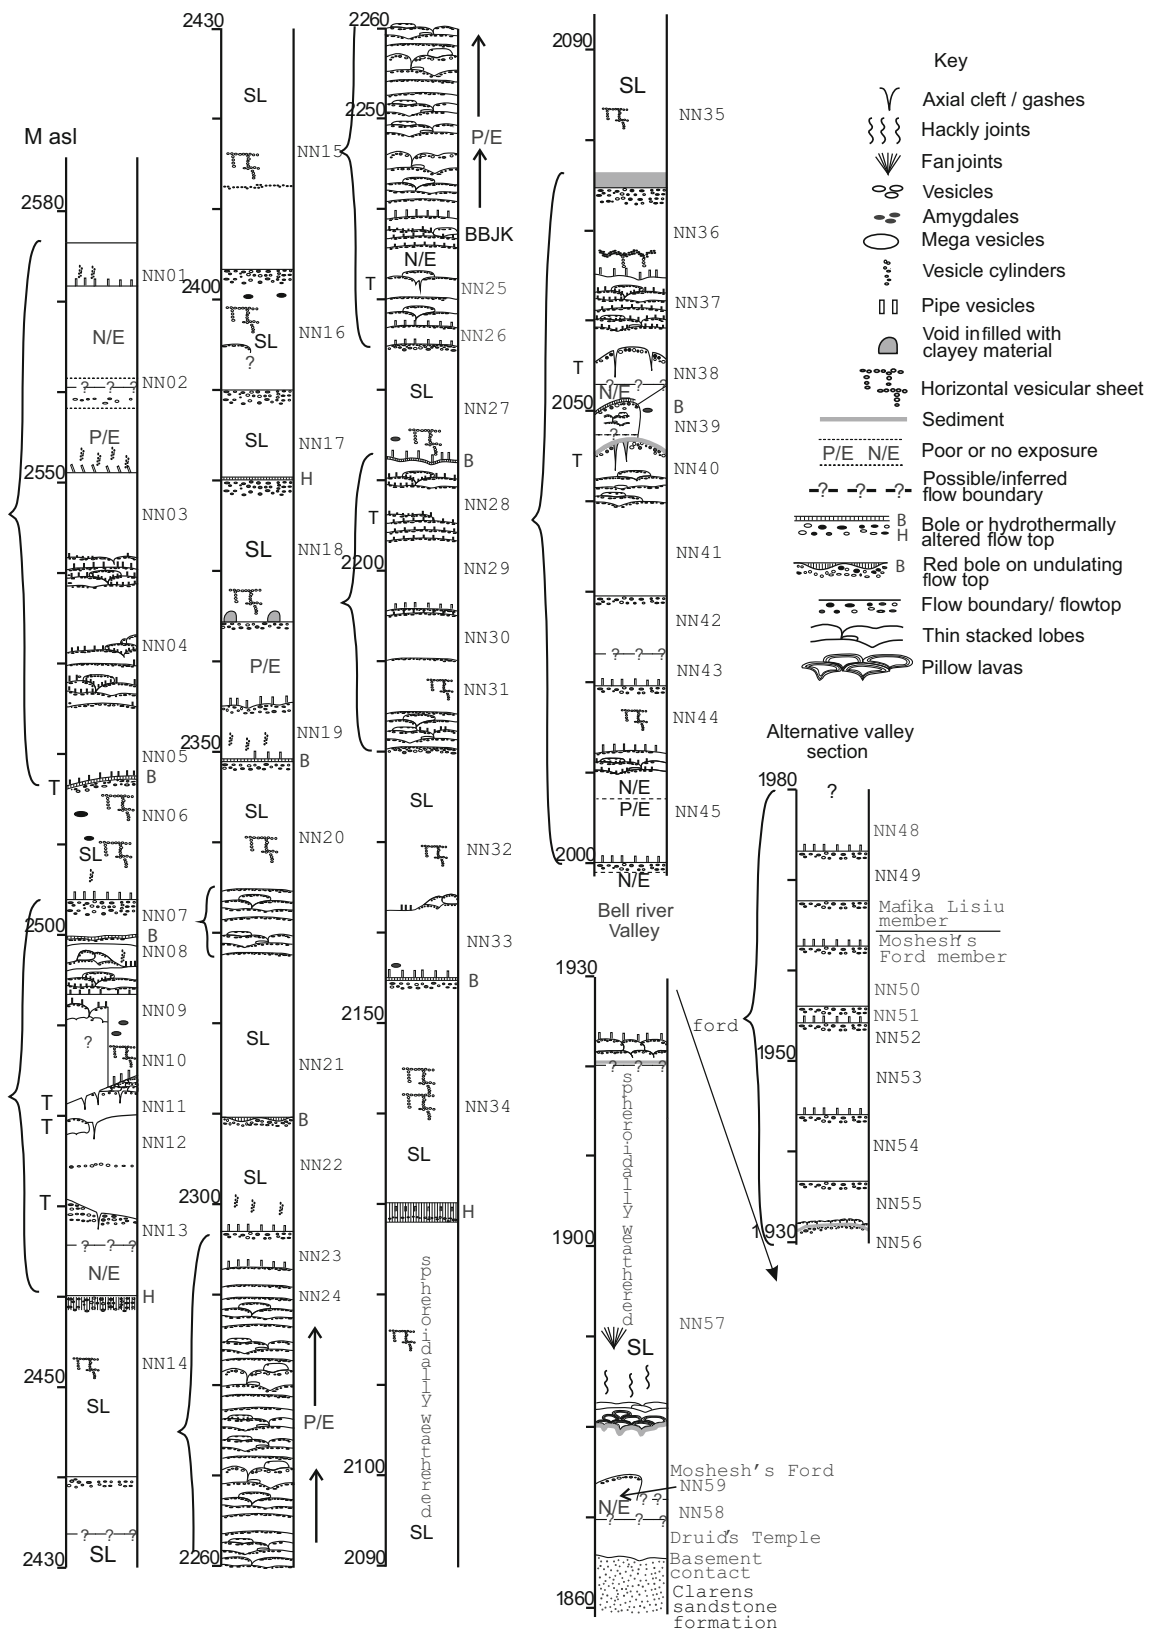 M asl
2580
NN01
N/E
? ? ?
NN02
P/E
2550
NN03
NN04
NN05
B
T
NN06
SL
NN07
2500
B
NN08
NN09
?
NN10
T
NN11
T
NN12
T
NN13
? ? ?
N/E
H
NN14
2450
SL
? ? ?
SL
2430
2430
SL
NN15
2400
NN16
SL
?
SL
NN17
H
SL
NN18
P/E
NN19
2350
B
SL
NN20
SL
NN21
B
NN22
SL
2300
NN23
NN24
P/E
2260
2260
2250
P/E
BBJK
N/E
T
NN25
NN26
SL
NN27
B
NN28
T
2200
NN29
NN30
NN31
SL
NN32
NN33
B
2150
NN34
SL
H
spheroidally weathered
2100
SL
2090
2090
SL
NN35
NN36
NN37
T
NN38
? ? ?
N/E
2050
B
NN39
?
T
NN40
NN41
NN42
? ? ?
NN43
NN44
N/E
P/E
NN45
2000
N/E
Bell river
Valley
1930
ford
? ? ?
spheroidally weathered
1900
NN57
SL
Moshesh's Ford
NN59
? ?
N/E
NN58
? ? ?
Druid's Temple
Basement
contact
Clarens
sandstone
formation
1860
Key
Axial cleft / gashes
Hackly joints
Fan joints
Vesicles
Amygdales
Mega vesicles
Vesicle cylinders
Pipe vesicles
Void infilled with
clayey material
Horizontal vesicular sheet
Sediment
P/E N/E Poor or no exposure
? ? ? Possible/inferred
flow boundary
B Bole or hydrothermally
H altered flow top
B Red bole on undulating
flow top
Flow boundary/ flowtop
Thin stacked lobes
Pillow lavas
Alternative valley
section
1980
?
NN48
NN49
Mafika Lisiu
member
Moshesh's
Ford member
NN50
NN51
NN52
1950
NN53
NN54
NN55
1930
NN56